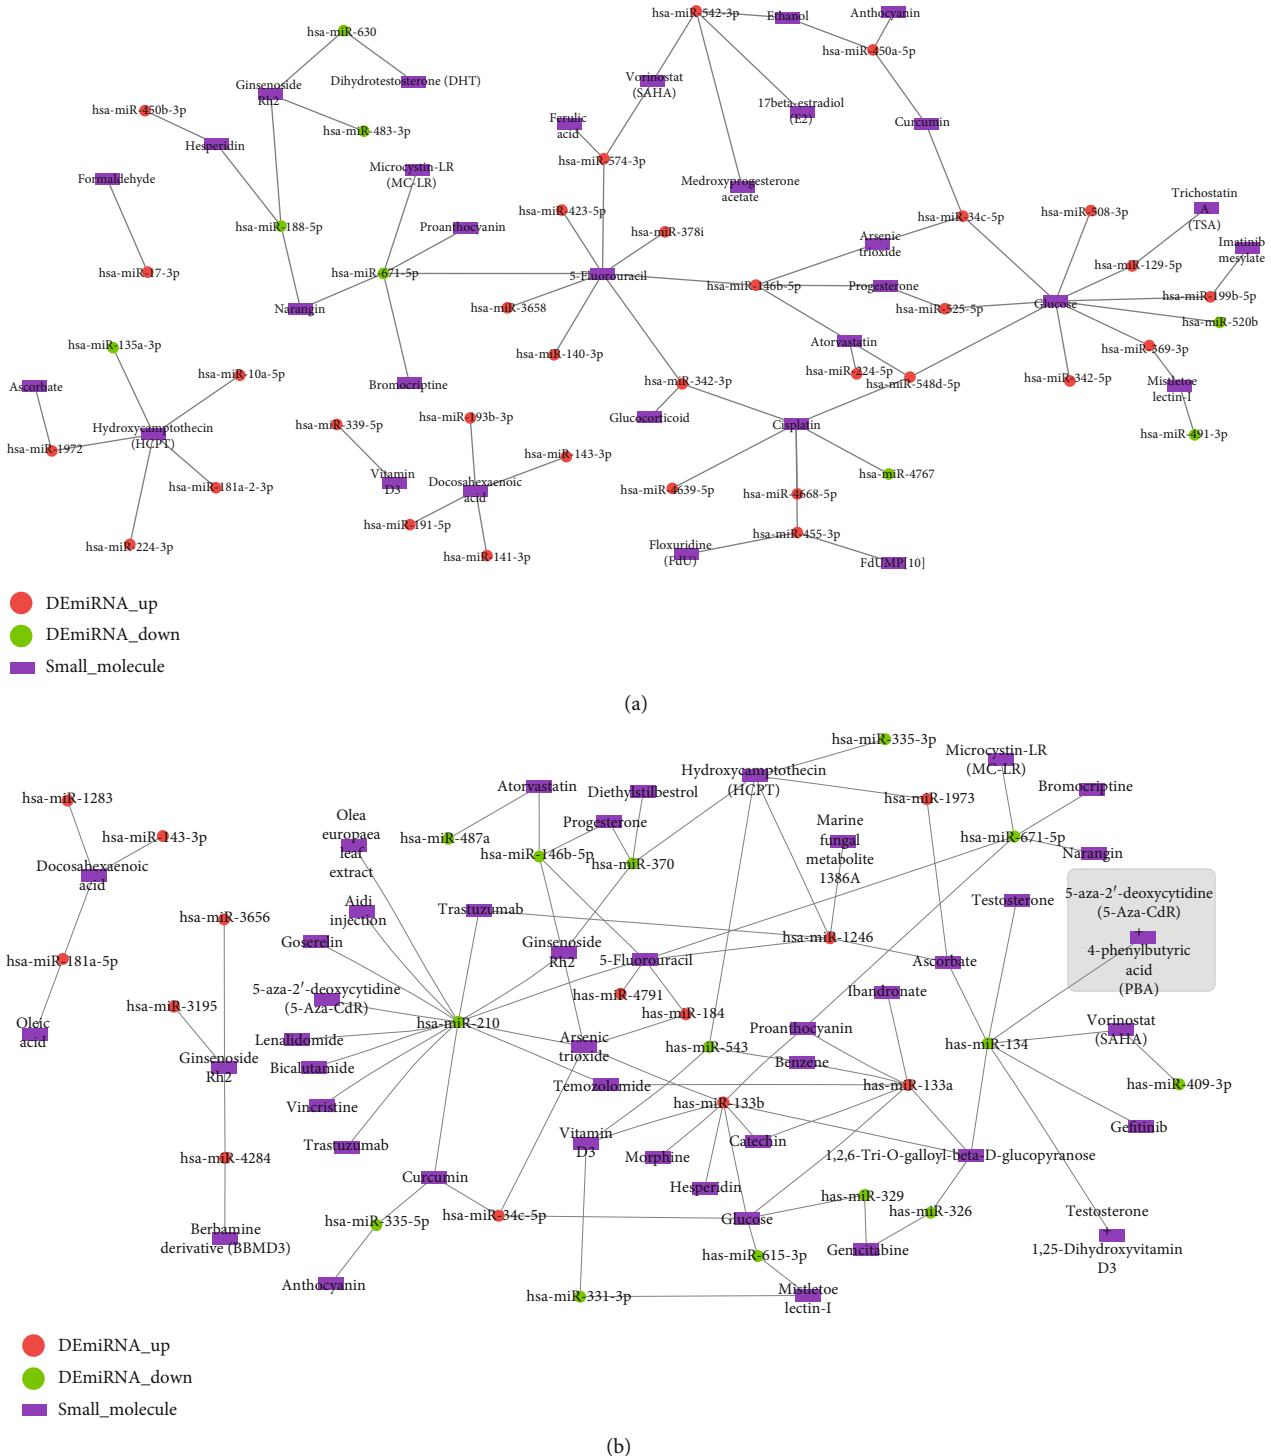 hsa-miR-542-3p
Ethanol
Anthocyanin
hsa-miR-630
hsa-miR-450a-5p
Dihydrotestosterone (DHT)
Ginsenoside
Rh2
Vorinostat
(SAHA)
hsa-miR-450b-3p
17beta-estradiol
(E2)
Ferulic
acid
Curcumin
hsa-miR-483-3p
Hesperidin
hsa-miR-574-3p
Microcystin-LR
(MC-LR)
Formaldehyde
Medroxyprogesterone
acetate
Trichostatin
A
(TSA)
hsa-miR-423-5p
hsa-miR-34c-5p
hsa-miR-508-3p
hsa-miR-188-5p
Proanthocyanin
hsa-miR-378i
Arsenic
trioxide
Imatinib
mesylate
hsa-miR-17-3p
hsa-miR-671-5p
5-Fluorouracil
hsa-miR-129-5p
hsa-miR-146b-5p
Progesterone
hsa-miR-199b-5p
Narangin
hsa-miR-3658
hsa-miR-525-5p
Glucose
hsa-miR-520b
hsa-miR-135a-3p
hsa-miR-140-3p
Atorvastatin
hsa-miR-369-3p
hsa-miR-10a-5p
hsa-miR-224-5p
hsa-miR-548d-5p
hsa-miR-342-5p
Ascorbate
Bromocriptine
hsa-miR-342-3p
Mistletoe
lectin-I
hsa-miR-193b-3p
Glucocorticoid
hsa-miR-339-5p
Cisplatin
Hydroxycamptothecin
(HCPT)
hsa-miR-491-3p
hsa-miR-1972
hsa-miR-143-3p
hsa-miR-181a-2-3p
Vitamin
D3
Docosahaenoic
acid
hsa-miR-4767
hsa-miR-4639-5p
hsa-miR-4668-5p
hsa-miR-191-5p
hsa-miR-455-3p
hsa-miR-224-3p
hsa-miR-141-3p
Floxuridine
(FdU)
FdUMP[10]
DEmiRNA_up
DEmiRNA_down
Small_molecule
(a)
hsa-miR-335-3p
Microcystin-LR
(MC-LR)
Hydroxycamptothecin
(HCPT)
Atorvastatin
Diethylstilbestrol
Bromocriptine
hsa-miR-1283
hsa-miR-1973
Olea
europaea
leaf
extract
Progesterone
Marine
fungal
metabolite
1386A
hsa-miR-143-3p
hsa-miR-487a
hsa-miR-671-5p
hsa-miR-146b-5p
hsa-miR-370
Narangin
Docosahaenoic
acid
5-aza-2′-deoxycytidine
(5-Aza-CdR)
+
4-phenylbutyric
acid
(PBA)
Testosterone
Aidi
injection
Trastuzumab
hsa-miR-3656
hsa-miR-1246
Goserelin
Ginsenoside
Rh2
5-Fluorouracil
hsa-miR-181a-5p
Ascorbate
5-aza-2′-deoxycytidine
(5-Aza-CdR)
has-miR-4791
Ibandronate
hsa-miR-3195
has-miR-184
hsa-miR-210
Proanthocyanin
Vorinostat
(SAHA)
Oleic
acid
Lenalidomide
Arsenic
trioxide
has-miR-543
has-miR-134
Ginsenoside
Rh2
Bicalutamide
Benzene
Temozolomide
has-miR-133a
has-miR-409-3p
Vincristine
has-miR-133b
Gefitinib
Trastuzumab
Vitamin
D3
Catechin
hsa-miR-4284
Morphine
1,2,6-Tri-O-galloyl-beta-D-glucopyranose
Curcumin
Hesperidin
has-miR-329
has-miR-326
hsa-miR-335-5p
hsa-miR-34c-5p
Glucose
Testosterone
+
1,25-Dihydroxyvitamin
D3
Berbamine
derivative (BBMD3)
has-miR-615-3p
Gemcitabine
Anthocyanin
hsa-miR-331-3p
Mistletoe
lectin-I
DEmiRNA_up
DEmiRNA_down
Small_molecule
(b)